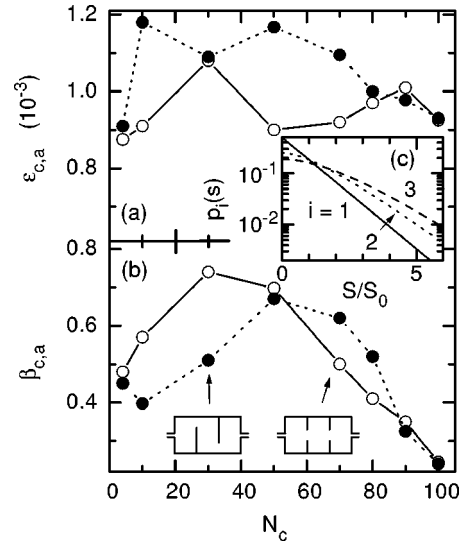 1.2
1.0
0.8
ε_{c,a} (10^{-3})
(a)
(c)
10^{-1}
10^{-2}
p_i(s)
i = 1
2
3
0
5
S/S_0
(b)
0.6
0.4
β_{c,a}
0 20 40 60 80 100
N_c